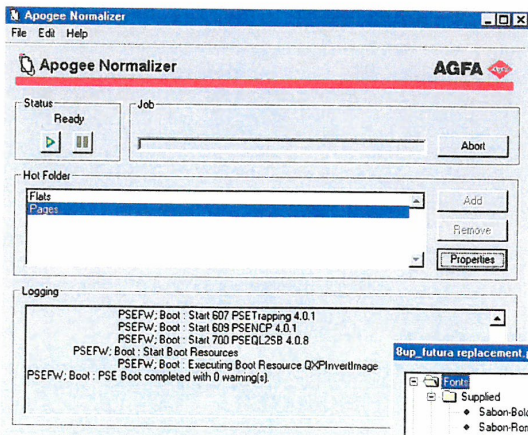 Apogee Normalizer
File Edit Help
Apogee Normalizer
AGFA
Status
Job
Ready
Abort
Hot Folder
Flats
Pages
Add
Remove
Properties
Logging
PSEFW; Boot : Start 607 PSETrapping 4.0.1
PSEFW; Boot : Start 609 PSENCP 4.0.1
PSEFW; Boot : Start 700 PSEQL2SB 4.0.8
PSEFW; Boot : Start Boot Resources
PSEFW; Boot : Executing Boot Resource QXPInvertImage
PSEFW; Boot : PSE Boot completed with 0 warning(s).
8up_futura replacement.
Fonts
Supplied
Sabon-Bol
Sabon-Ro